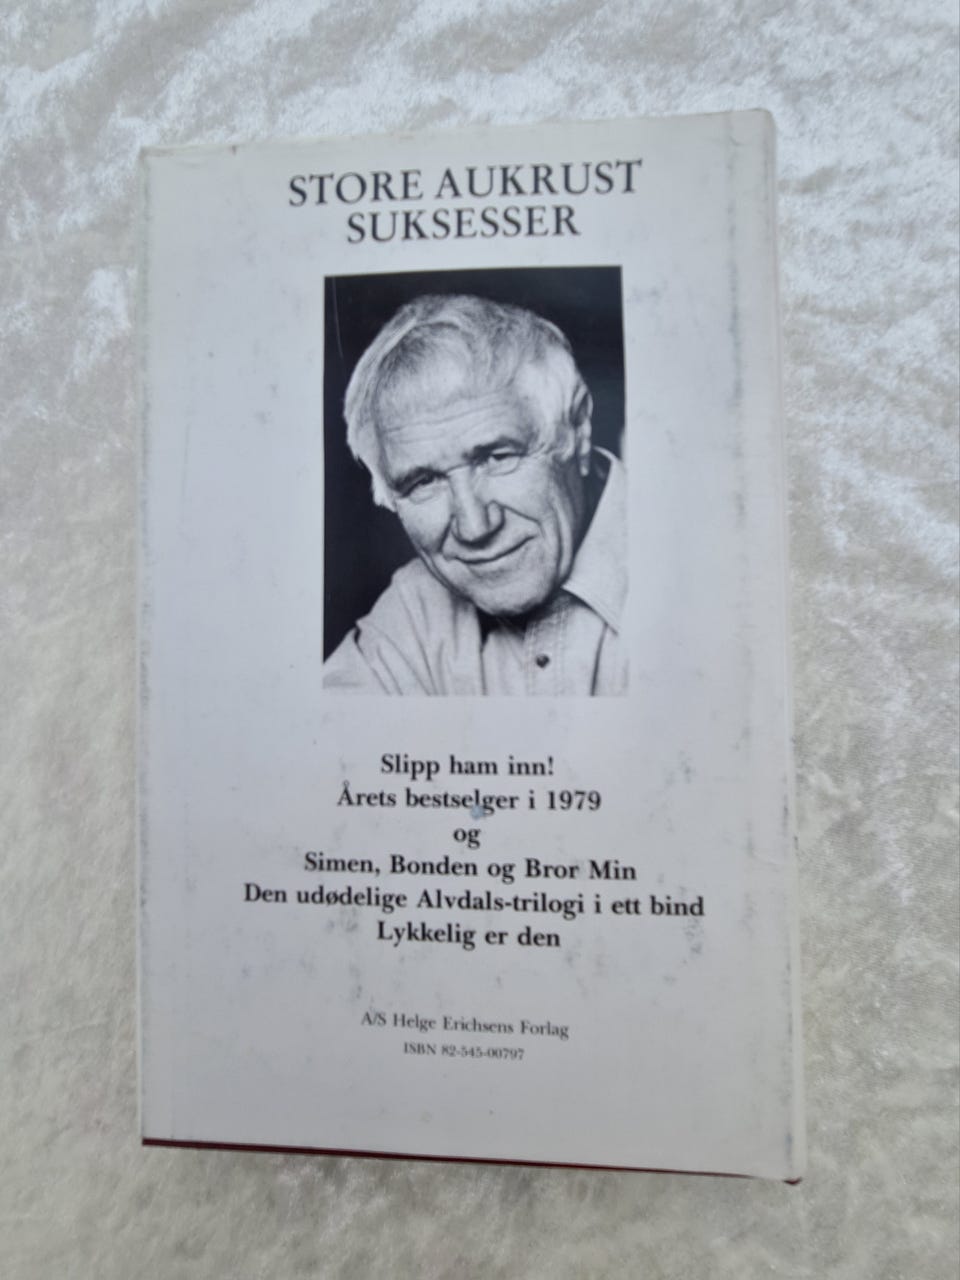 STORE AUKRUST
SUKSESSER
Slipp ham inn!
Årets bestselger i 1979
og
Simen, Bonden og Bror Min
Den udødelige Alvdals-trilogi i ett bind
Lykkelig er den
A/S Helge Erichsens Forlag
ISBN 82-545-00797